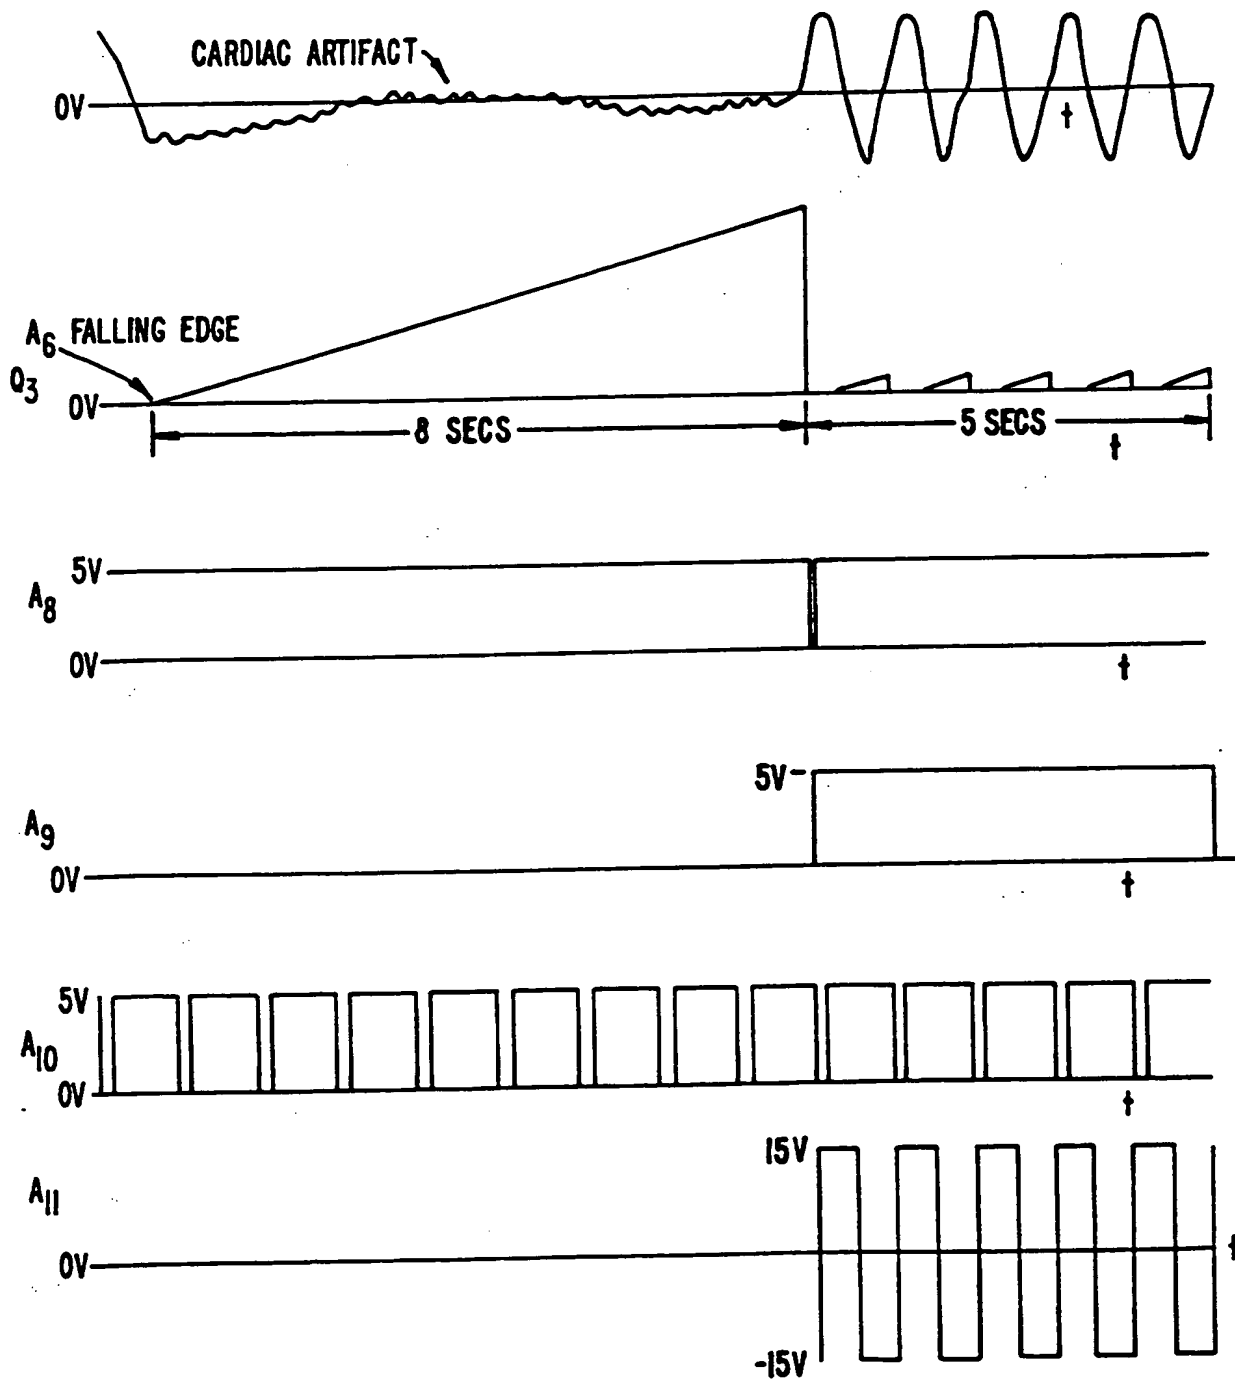 CARDIAC ARTIFACT
0V
t
A6 FALLING EDGE
Q3
0V
8 SECS
5 SECS
t
5V
A8
0V
t
5V
A9
0V
t
5V
A10
0V
t
15V
A11
0V
t
-15V